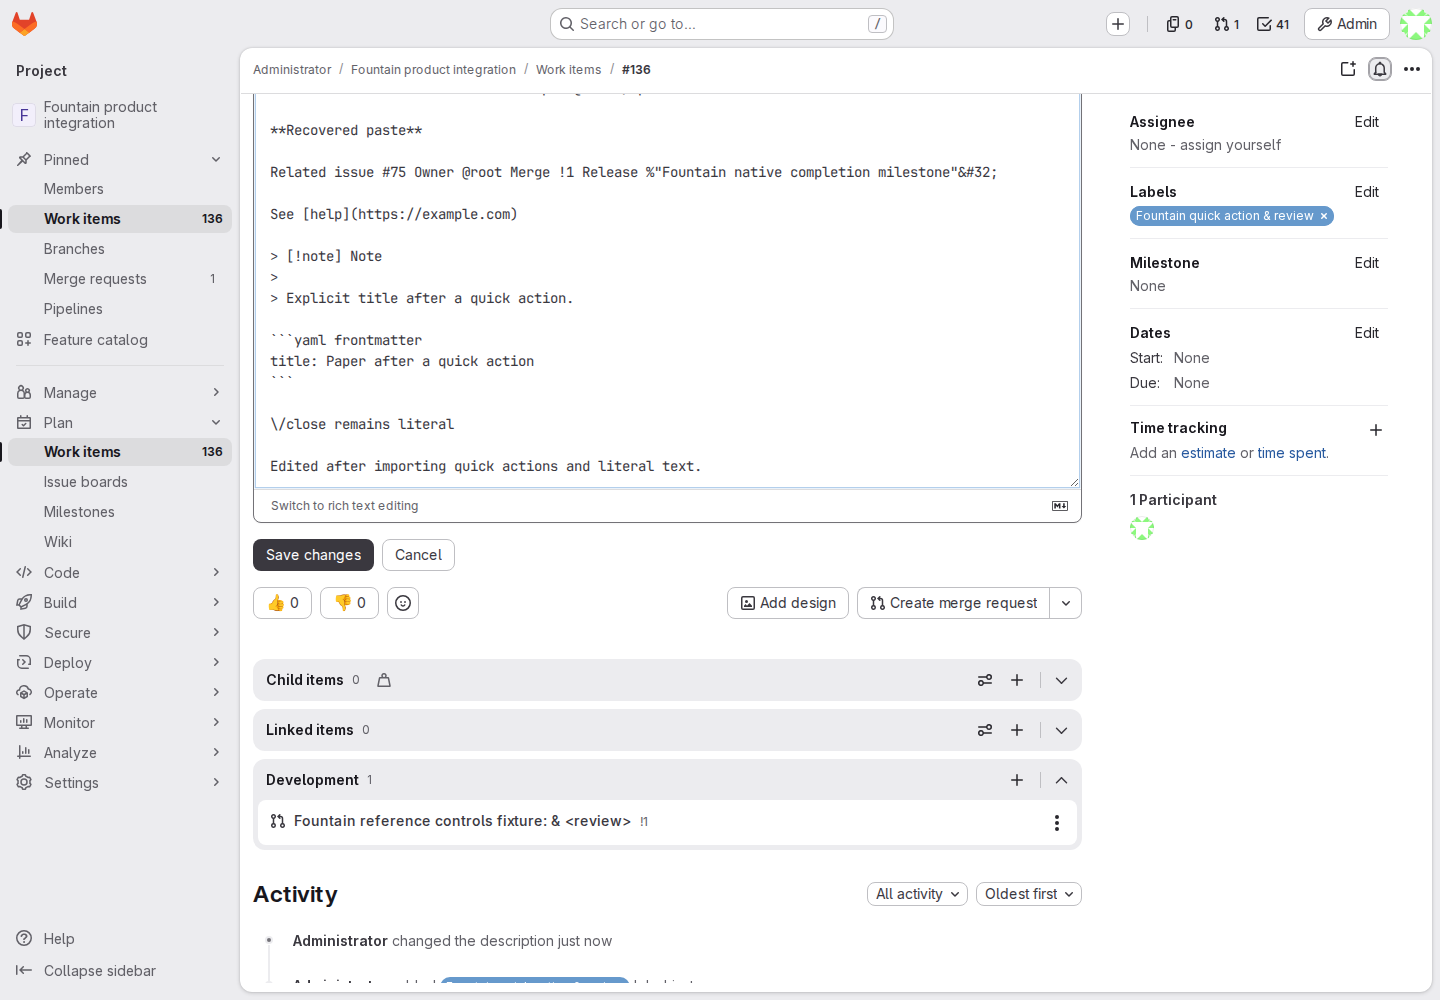 Search or go to...
/
0
1
41
Admin
Project
F
Fountain product integration
Pinned
Members
Work items 136
Branches
Merge requests 1
Pipelines
Feature catalog
Manage
Plan
Work items 136
Issue boards
Milestones
Wiki
Code
Build
Secure
Deploy
Operate
Monitor
Analyze
Settings
Help
Collapse sidebar
Administrator / Fountain product integration / Work items / #136
**Recovered paste**
Related issue #75 Owner @root Merge !1 Release %"Fountain native completion milestone"&#32;
See [help](https://example.com)
> [!note] Note
>
> Explicit title after a quick action.
```yaml frontmatter
title: Paper after a quick action
```
\/close remains literal
Edited after importing quick actions and literal text.
Switch to rich text editing
Save changes
Cancel
👍 0
👎 0
Add design
Create merge request
Child items 0
Linked items 0
Development 1
Fountain reference controls fixture: & <review> !1
Activity
All activity
Oldest first
Administrator changed the description just now
Assignee
Edit
None - assign yourself
Labels
Edit
Fountain quick action & review ×
Milestone
Edit
None
Dates
Edit
Start: None
Due: None
Time tracking
Add an estimate or time spent.
1 Participant